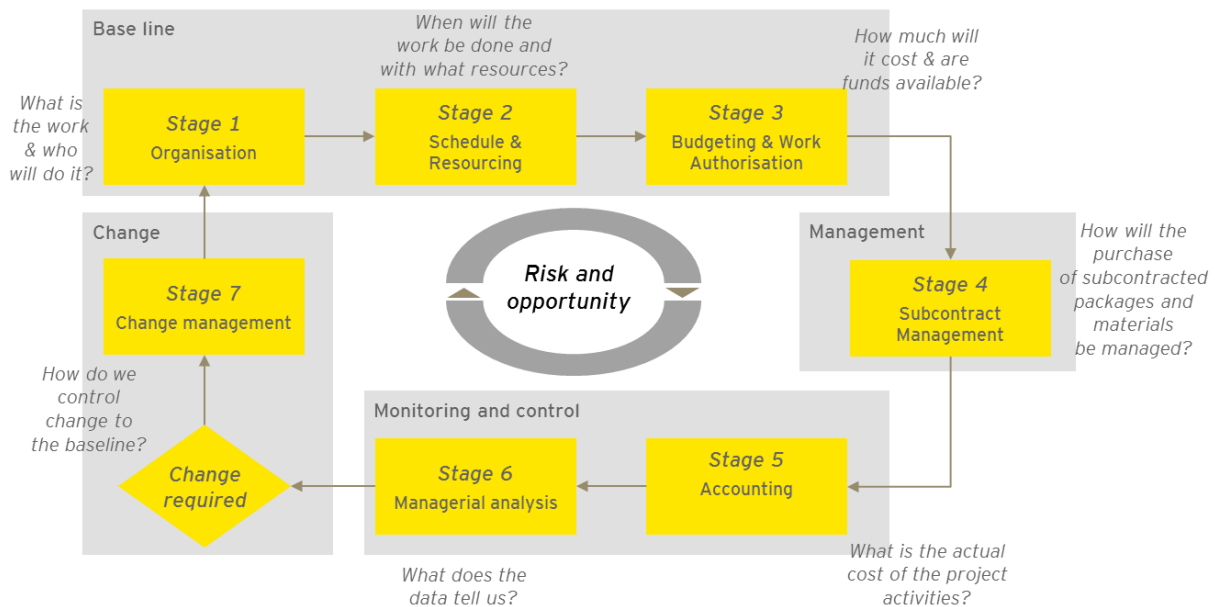 Base line
When will the
work be done and
with what resources?
How much will
it cost & are
funds available?
What is
the work
& who
will do it?
Stage 1
Organisation
Stage 2
Schedule &
Resourcing
Stage 3
Budgeting & Work
Authorisation
Change
Management
How will the
purchase
of subcontracted
packages and
materials
be managed?
Stage 7
Change management
Risk and
opportunity
Stage 4
Subcontract
Management
How do we
control
change to
the baseline?
Monitoring and control
Change
required
Stage 6
Managerial analysis
Stage 5
Accounting
What does the
data tell us?
What is the actual
cost of the project
activities?